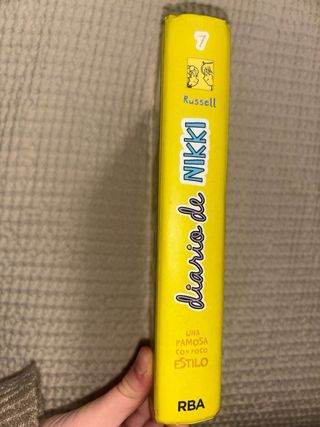 7
Russell
diario de NIKKI
UNA
FAMOSA
CON POCO
ESTILO
RBA